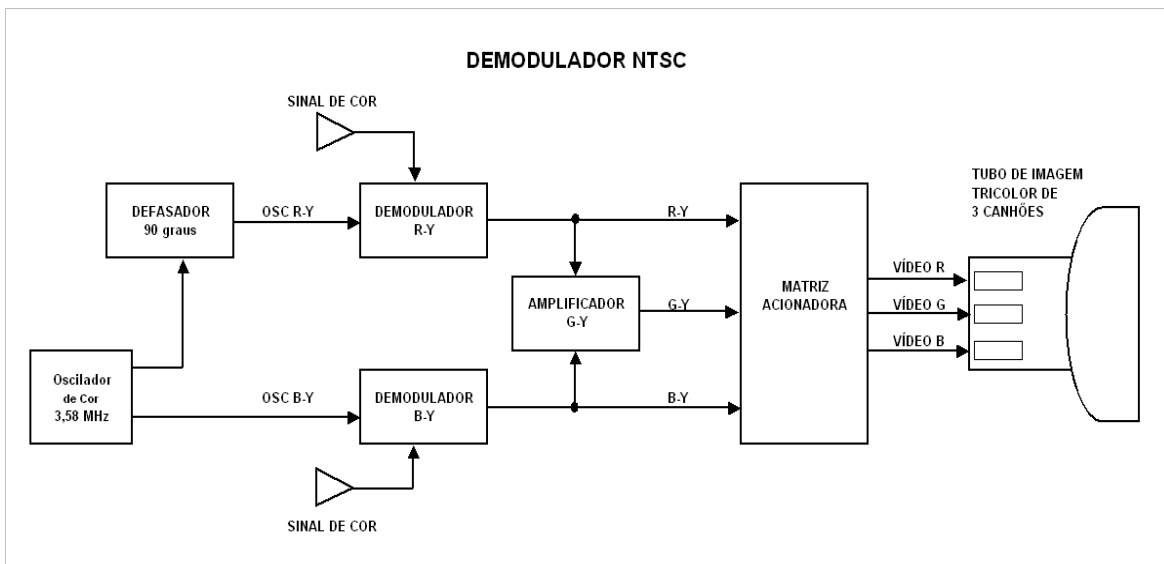 DEMODULADOR NTSC
SINAL DE COR
DEFASADOR
90 graus
OSC R-Y
DEMODULADOR
R-Y
R-Y
TUBO DE IMAGEM
TRICOLOR DE
3 CANHÕES
AMPLIFICADOR
G-Y
G-Y
MATRIZ
ACIONADORA
VÍDEO R
VÍDEO G
VÍDEO B
Oscilador
de Cor
3,58 MHz
OSC B-Y
DEMODULADOR
B-Y
B-Y
SINAL DE COR